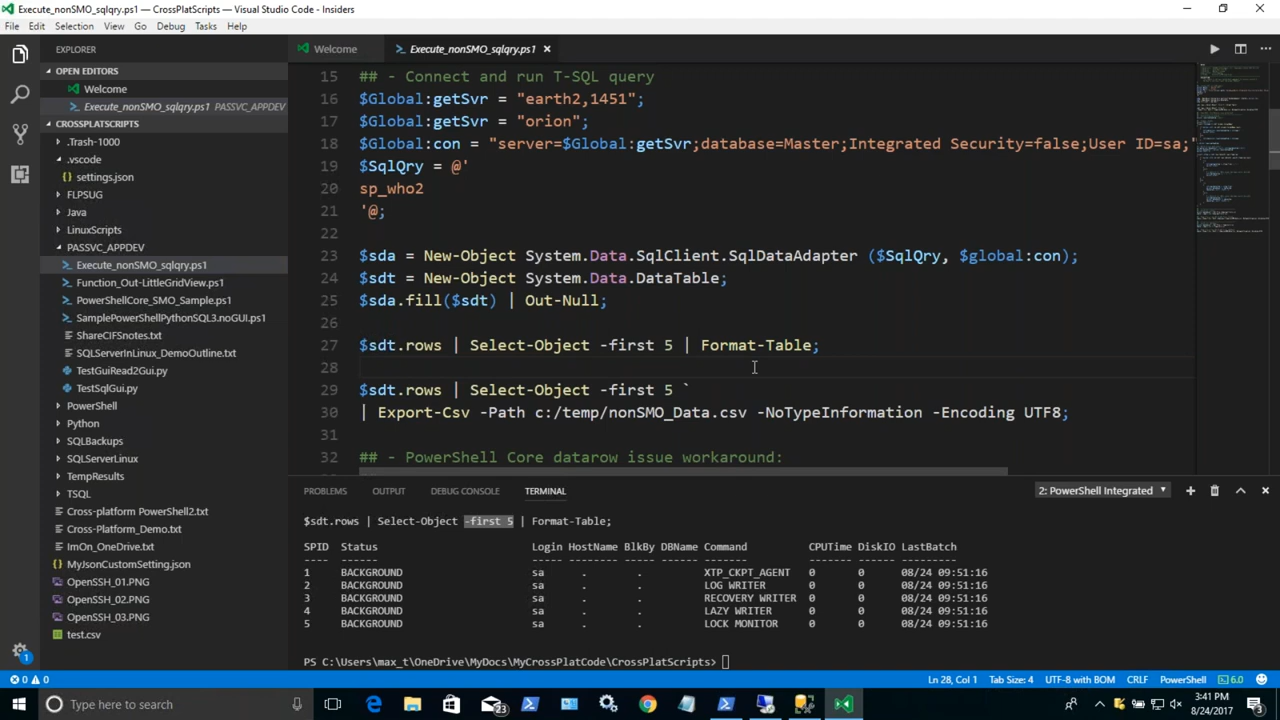 Execute_nonSMO_sqlqry.ps1 - CrossPlatScripts - Visual Studio Code - Insiders
File Edit Selection View Go Debug Tasks Help
EXPLORER
OPEN EDITORS
Welcome
Execute_nonSMO_sqlqry.ps1 PASSVC_APPDEV
CROSSPLATSCRIPTS
.Trash-1000
.vscode
settings.json
FLPSUG
Java
LinuxScripts
PASSVC_APPDEV
Execute_nonSMO_sqlqry.ps1
Function_Out-LittleGridView.ps1
PowerShellCore_SMO_Sample.ps1
SamplePowerShellPythonSQL3.noGUI.ps1
ShareCIFSnotes.txt
SQLServerInLinux_DemoOutline.txt
TestGuiRead2Gui.py
TestSqlGui.py
PowerShell
Python
SQLBackups
SQLServerLinux
TempResults
TSQL
Cross-platform PowerShell2.txt
Cross-Platform_Demo.txt
ImOn_OneDrive.txt
MyJsonCustomSetting.json
OpenSSH_01.PNG
OpenSSH_02.PNG
OpenSSH_03.PNG
test.csv
Welcome Execute_nonSMO_sqlqry.ps1
15 ## - Connect and run T-SQL query
16 $Global:getSvr = "earth2,1451";
17 $Global:getSvr = "orion";
18 $Global:con = "server=$Global:getSvr;database=Master;Integrated Security=false;User ID=sa;
19 $SqlQry = @'
20 sp_who2
21 '@;
22
23 $sda = New-Object System.Data.SqlClient.SqlDataAdapter ($SqlQry, $global:con);
24 $sdt = New-Object System.Data.DataTable;
25 $sda.fill($sdt) | Out-Null;
26
27 $sdt.rows | Select-Object -first 5 | Format-Table;
28
29 $sdt.rows | Select-Object -first 5 `
30 | Export-Csv -Path c:/temp/nonSMO_Data.csv -NoTypeInformation -Encoding UTF8;
31
32 ## - PowerShell Core datarow issue workaround:
PROBLEMS OUTPUT DEBUG CONSOLE TERMINAL 2: PowerShell Integrated
$sdt.rows | Select-Object -first 5 | Format-Table;
SPID Status Login HostName BlkBy DBName Command CPUTime DiskIO LastBatch
---- ------ ----- -------- ----- ------ ------- ------- ------ ---------
1 BACKGROUND sa . . XTP_CKPT_AGENT 0 0 08/24 09:51:16
2 BACKGROUND sa . . LOG WRITER 0 0 08/24 09:51:16
3 BACKGROUND sa . . RECOVERY WRITER 0 0 08/24 09:51:16
4 BACKGROUND sa . . LAZY WRITER 0 0 08/24 09:51:16
5 BACKGROUND sa . . LOCK MONITOR 0 0 08/24 09:51:16
PS C:\Users\max_t\OneDrive\MyDocs\MyCrossPlatCode\CrossPlatScripts>
1
0 0 Ln 28, Col 1 Tab Size: 4 UTF-8 with BOM CRLF PowerShell 6.0
Type here to search
23
3:41 PM
8/24/2017
3